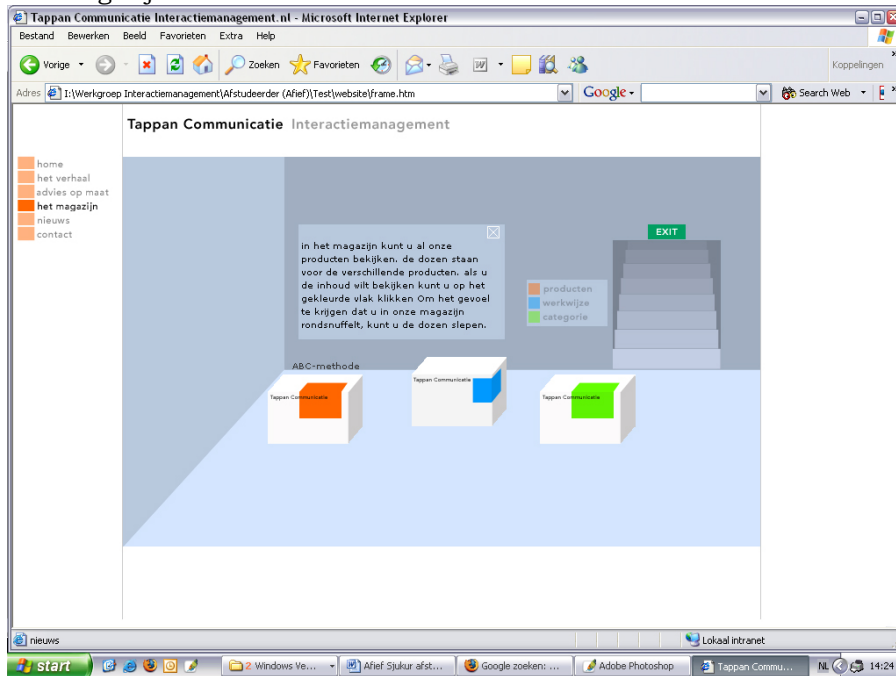 Tappan Communicatie Interactiemanagement.nl - Microsoft Internet Explorer
Bestand Bewerken Beeld Favorieten Extra Help
Vorige Zoeken Favorieten Koppelingen
Adres I:\Werkgroep Interactiemanagement\Afstudeerder (Afief)\Test\website\frame.htm Google Search Web
Tappan Communicatie Interactiemanagement
home
het verhaal
advies op maat
het magazijn
nieuws
contact
in het magazijn kunt u al onze
producten bekijken. de dozen staan
voor de verschillende producten. als u
de inhoud wilt bekijken kunt u op het
gekleurde vlak klikken Om het gevoel
te krijgen dat u in onze magazijn
rondsnuffelt, kunt u de dozen slepen.
EXIT
producten
werkwijze
categorie
ABC-methode
Tappan Communicatie
Tappan Communicatie
Tappan Communicatie
nieuws
Lokaal intranet
start 2 Windows Ve... Afief Sjukur afst... Google zoeken: ... Adobe Photoshop Tappan Commu... NL 14:24